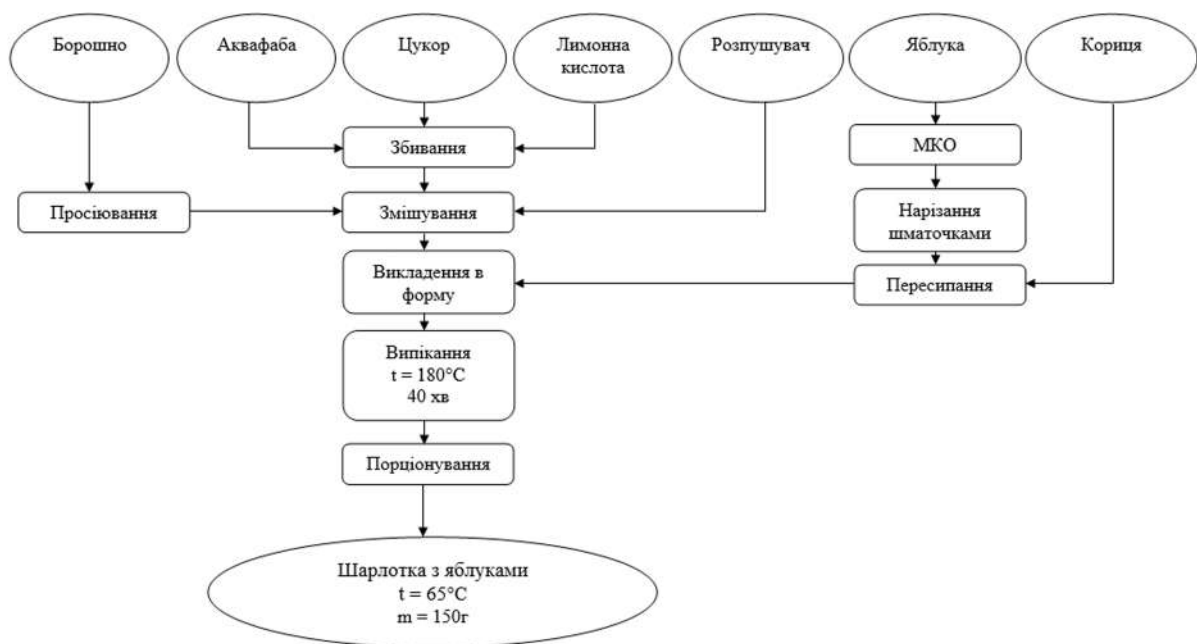 Борошно
Аквафаба
Цукор
Лимонна
кислота
Розпушувач
Яблука
Кориця
Збивання
МКО
Просіювання
Змішування
Нарізання
шматочками
Викладення в
форму
Пересипання
Випікання
t = 180°C
40 хв
Порціонування
Шарлотка з яблуками
t = 65°C
m = 150г